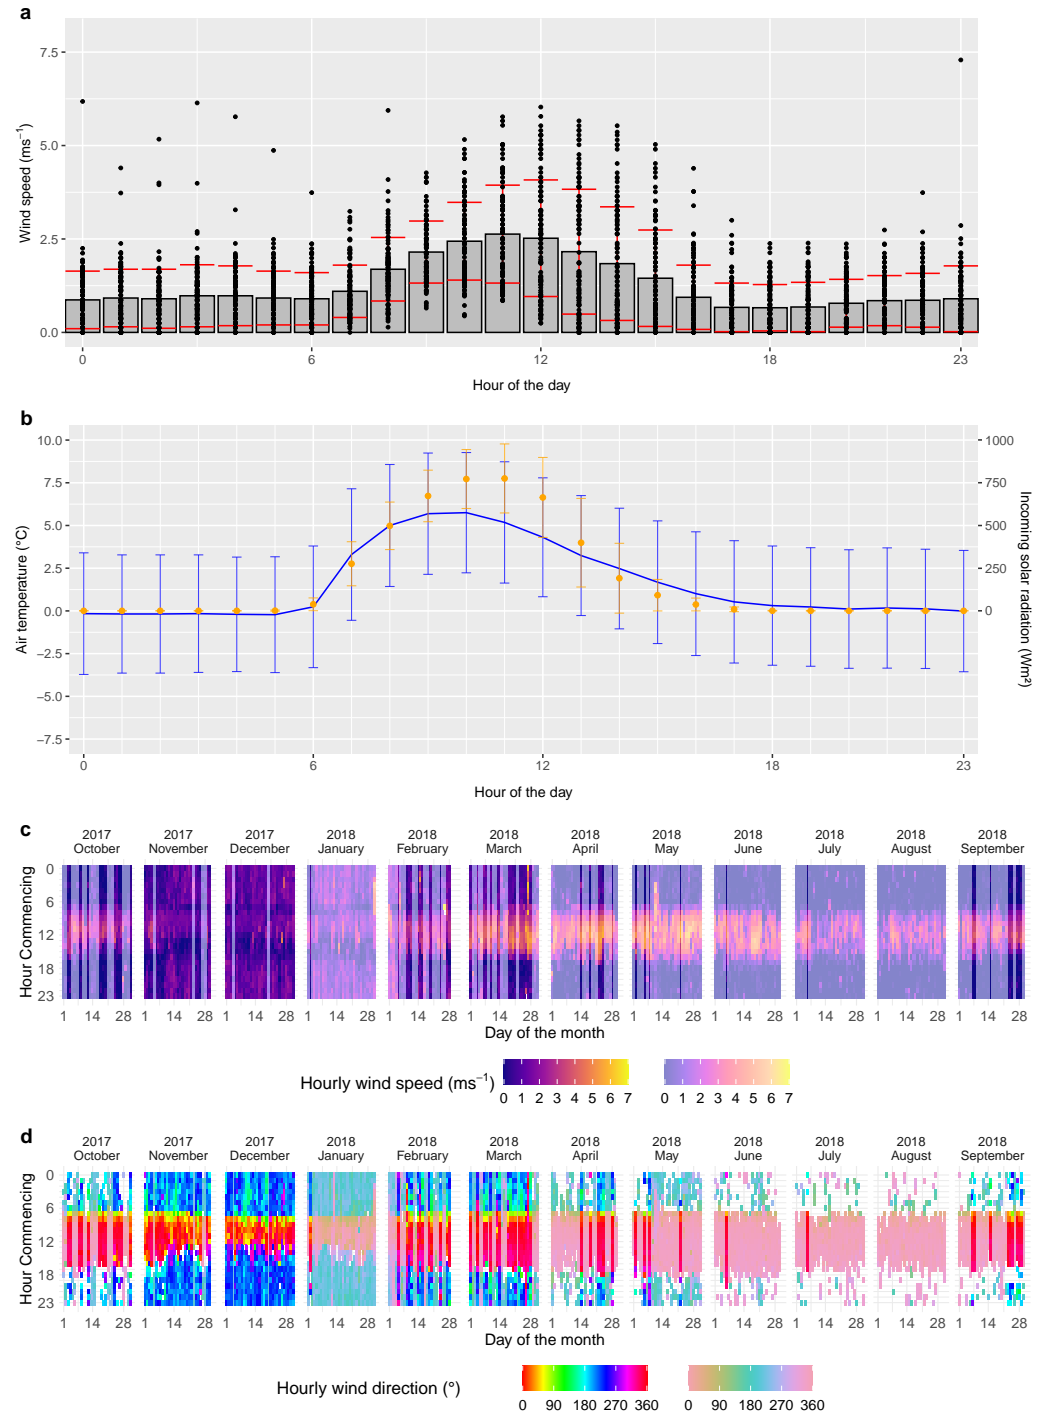 a
7.5
5.0
2.5
0.0
Wind speed (ms⁻¹)
0 6 12 18 23
Hour of the day
b
10.0
7.5
5.0
2.5
0.0
−2.5
−5.0
−7.5
Air temperature (°C)
1000
750
500
250
0
Incoming solar radiation (Wm²)
0 6 12 18 23
Hour of the day
c
2017 2017 2017 2018 2018 2018 2018 2018 2018 2018 2018 2018
October November December January February March April May June July August September
0
6
12
18
23
Hour Commencing
1 14 28 1 14 28 1 14 28 1 14 28 1 14 28 1 14 28 1 14 28 1 14 28 1 14 28 1 14 28 1 14 28 1 14 28
Day of the month
Hourly wind speed (ms⁻¹)
0 1 2 3 4 5 6 7 0 1 2 3 4 5 6 7
d
2017 2017 2017 2018 2018 2018 2018 2018 2018 2018 2018 2018
October November December January February March April May June July August September
0
6
12
18
23
Hour Commencing
1 14 28 1 14 28 1 14 28 1 14 28 1 14 28 1 14 28 1 14 28 1 14 28 1 14 28 1 14 28 1 14 28 1 14 28
Day of the month
Hourly wind direction (°)
0 90 180 270 360 0 90 180 270 360